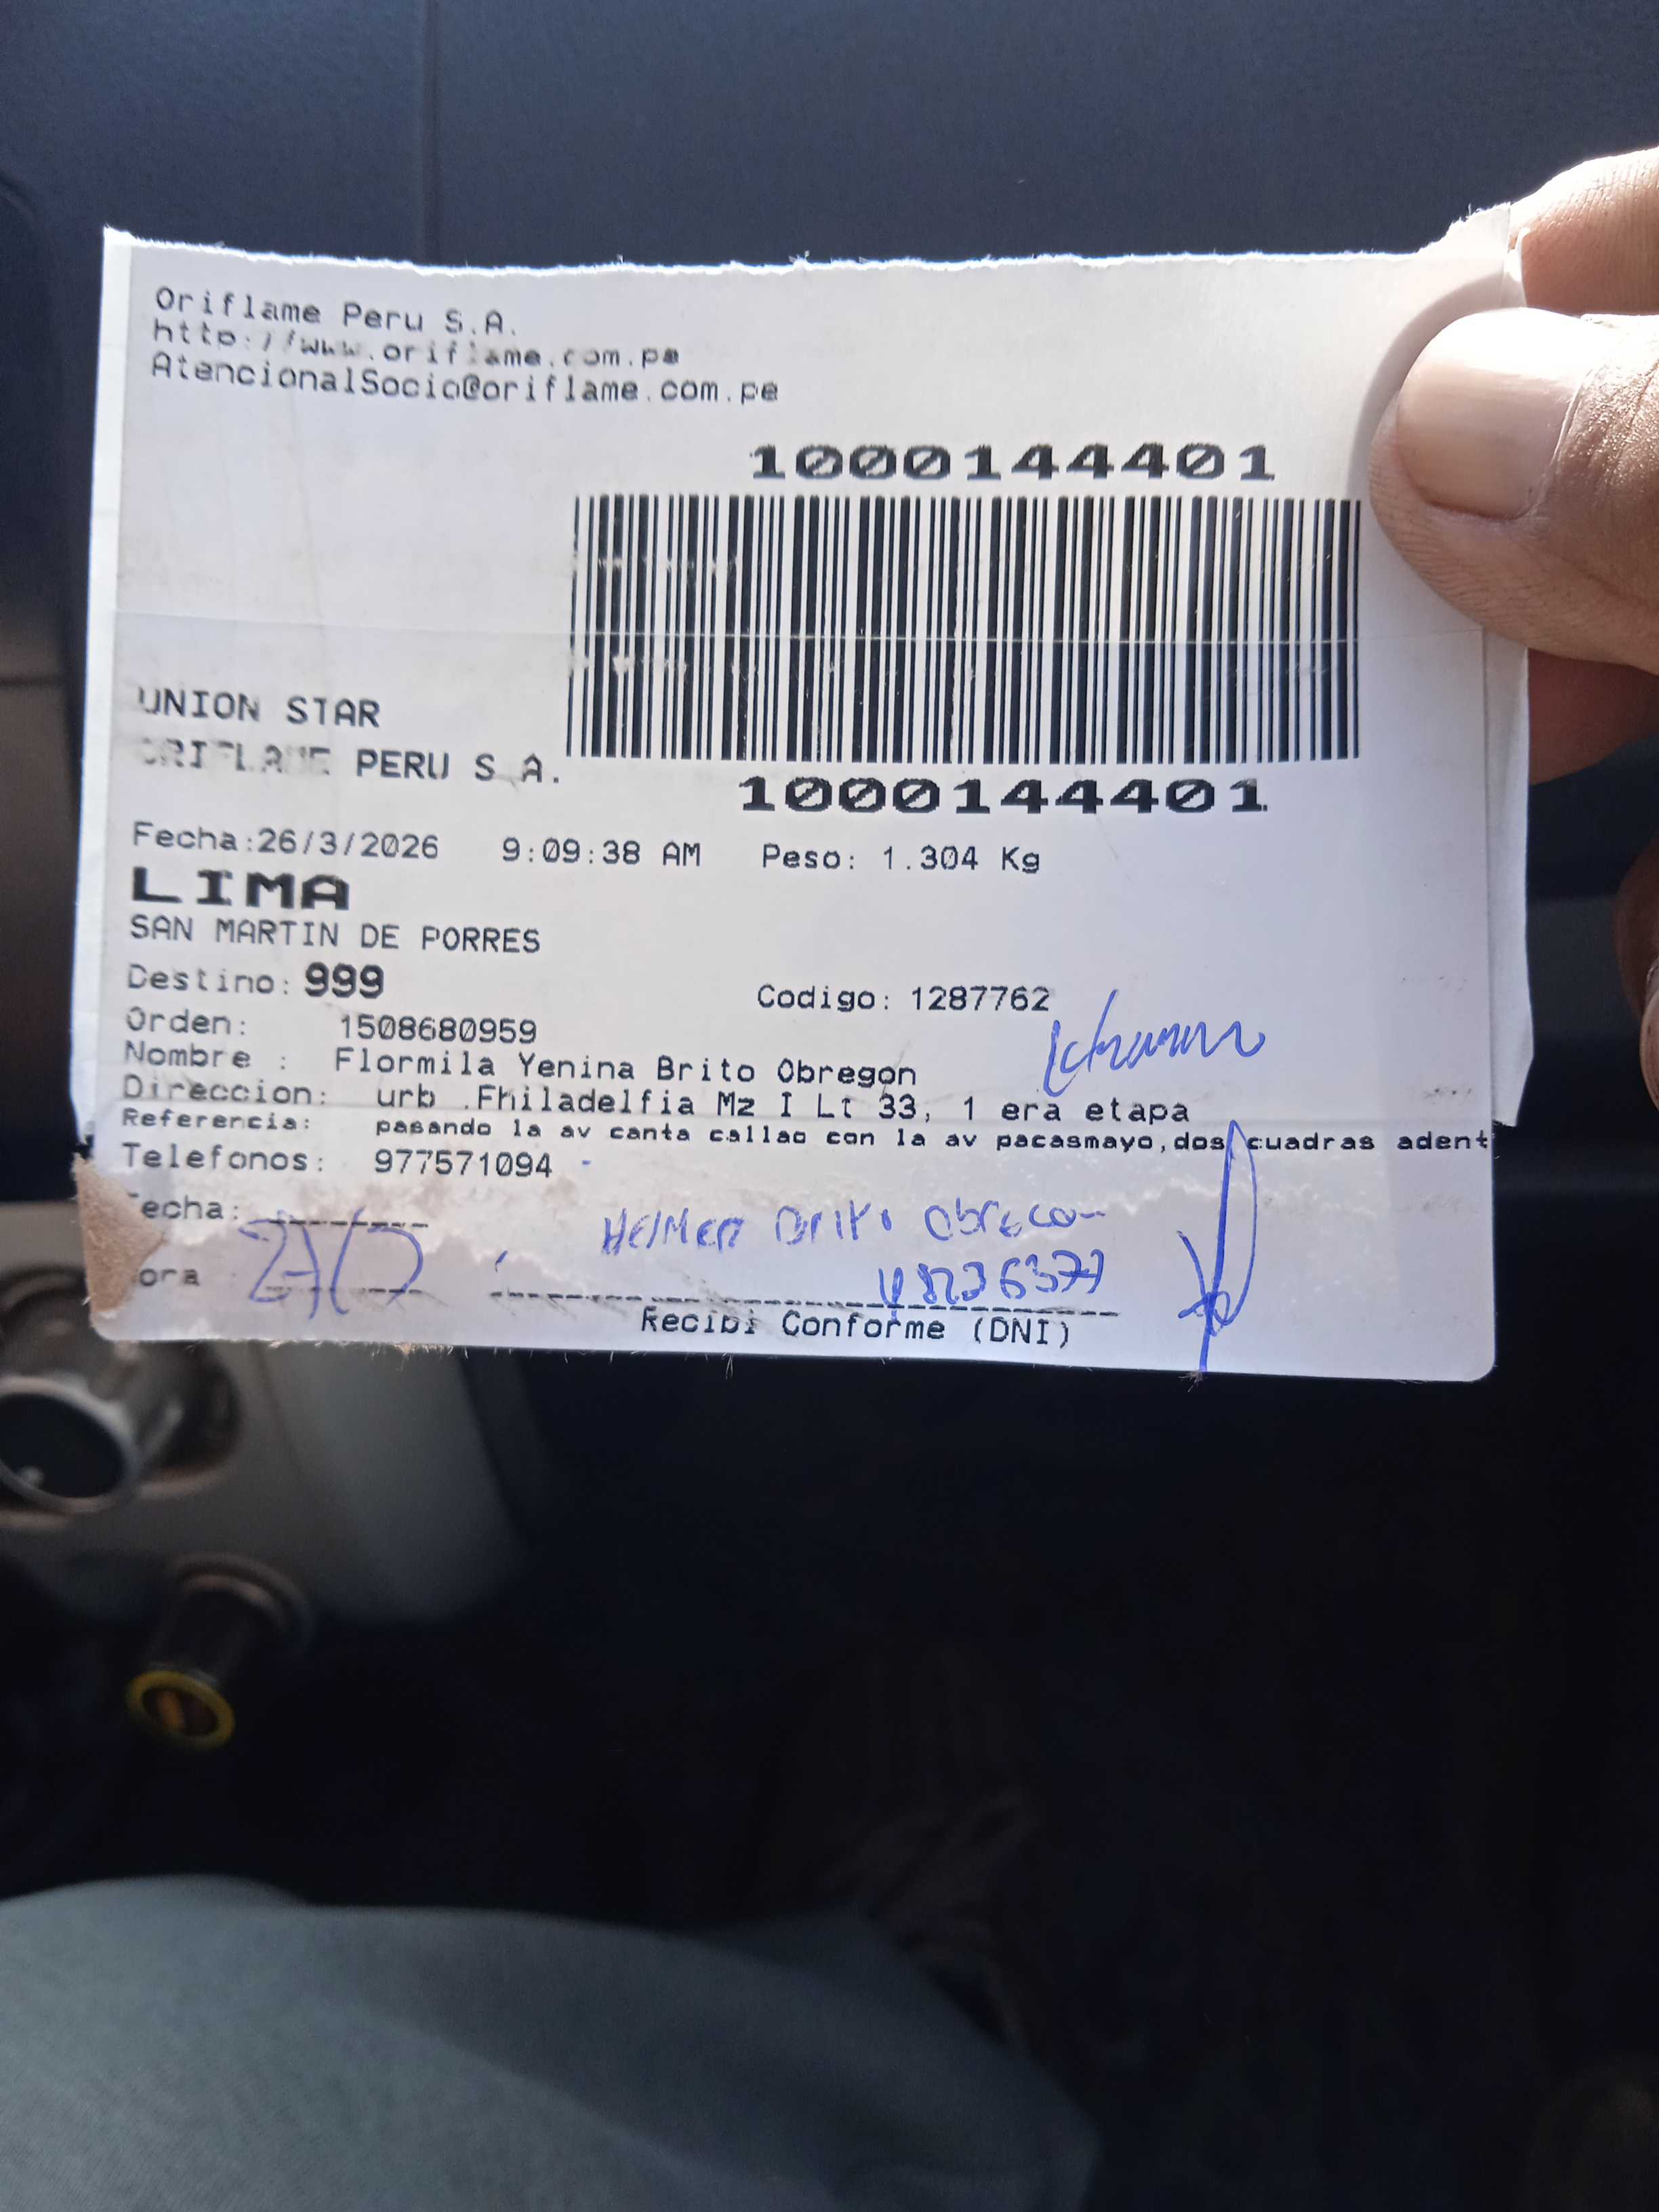 Oriflame Peru S.A.
http://www.oriflame.com.pe
AtencionalSocio@oriflame.com.pe
1000144401
UNION STAR
ORIFLAME PERU S.A.
1000144401
Fecha:26/3/2026 9:09:38 AM Peso: 1.304 Kg
LIMA
SAN MARTIN DE PORRES
Destino: 999 Codigo: 1287762
Orden: 1508680959
Nombre : Flormila Yenina Brito Obregon
Direccion: urb .Fhiladelfia Mz I Lt 33, 1 era etapa
Referencia: pasando la av canta callao con la av pacasmayo,dos cuadras adent
Telefonos: 977571094 -
echa:
Brito Obregon
ora :
Recibi Conforme (DNI)